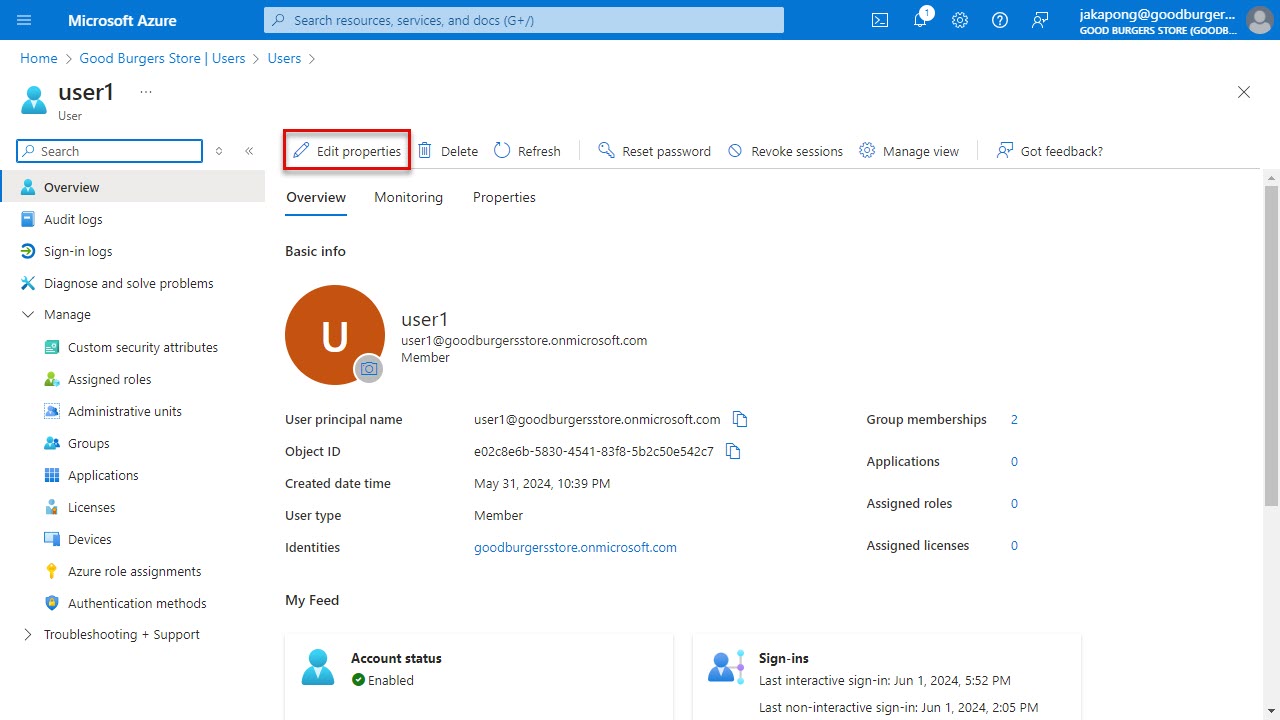 Microsoft Azure
Search resources, services, and docs (G+/)
1
jakapong@goodburger...
GOOD BURGERS STORE (GOODB...
Home > Good Burgers Store | Users > Users >
user1 ...
User
Search
Edit properties
Delete
Refresh
Reset password
Revoke sessions
Manage view
Got feedback?
Overview
Audit logs
Sign-in logs
Diagnose and solve problems
Manage
Custom security attributes
Assigned roles
Administrative units
Groups
Applications
Licenses
Devices
Azure role assignments
Authentication methods
Troubleshooting + Support
Overview
Monitoring
Properties
Basic info
U
user1
user1@goodburgersstore.onmicrosoft.com
Member
User principal name user1@goodburgersstore.onmicrosoft.com
Object ID e02c8e6b-5830-4541-83f8-5b2c50e542c7
Created date time May 31, 2024, 10:39 PM
User type Member
Identities goodburgersstore.onmicrosoft.com
Group memberships 2
Applications 0
Assigned roles 0
Assigned licenses 0
My Feed
Account status
Enabled
Sign-ins
Last interactive sign-in: Jun 1, 2024, 5:52 PM
Last non-interactive sign-in: Jun 1, 2024, 2:05 PM